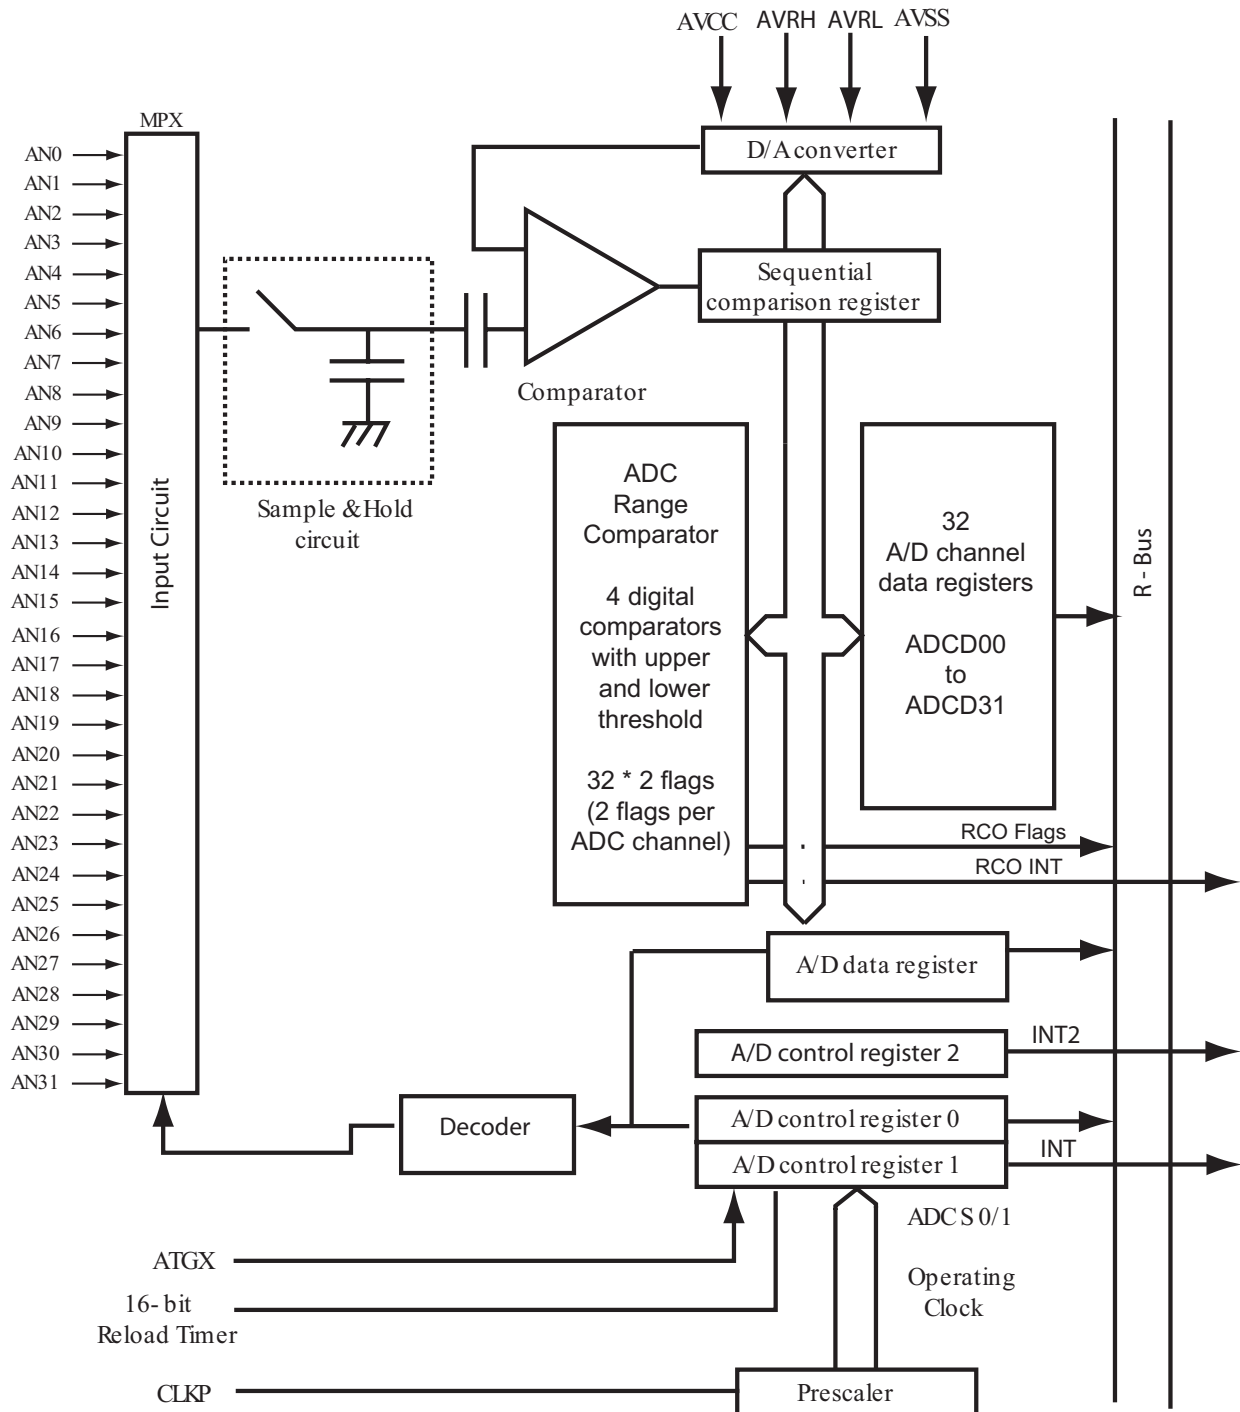 AVCC AVRH AVRL AVSS
MPX
D/A converter
AN0
AN1
AN2
AN3
AN4
AN5
AN6
AN7
AN8
AN9
AN10
AN11
AN12
AN13
AN14
AN15
AN16
AN17
AN18
AN19
AN20
AN21
AN22
AN23
AN24
AN25
AN26
AN27
AN28
AN29
AN30
AN31
Input Circuit
Sample &Hold
circuit
Comparator
Sequential
comparison register
ADC
Range
Comparator
4 digital
comparators
with upper
and lower
threshold
32 * 2 flags
(2 flags per
ADC channel)
32
A/D channel
data registers
ADCD00
to
ADCD31
R - Bus
RCO Flags
RCO INT
A/D data register
A/D control register 2
INT2
Decoder
A/D control register 0
A/D control register 1
INT
ADCS 0/1
ATGX
16- bit
Reload Timer
Operating
Clock
CLKP
Prescaler